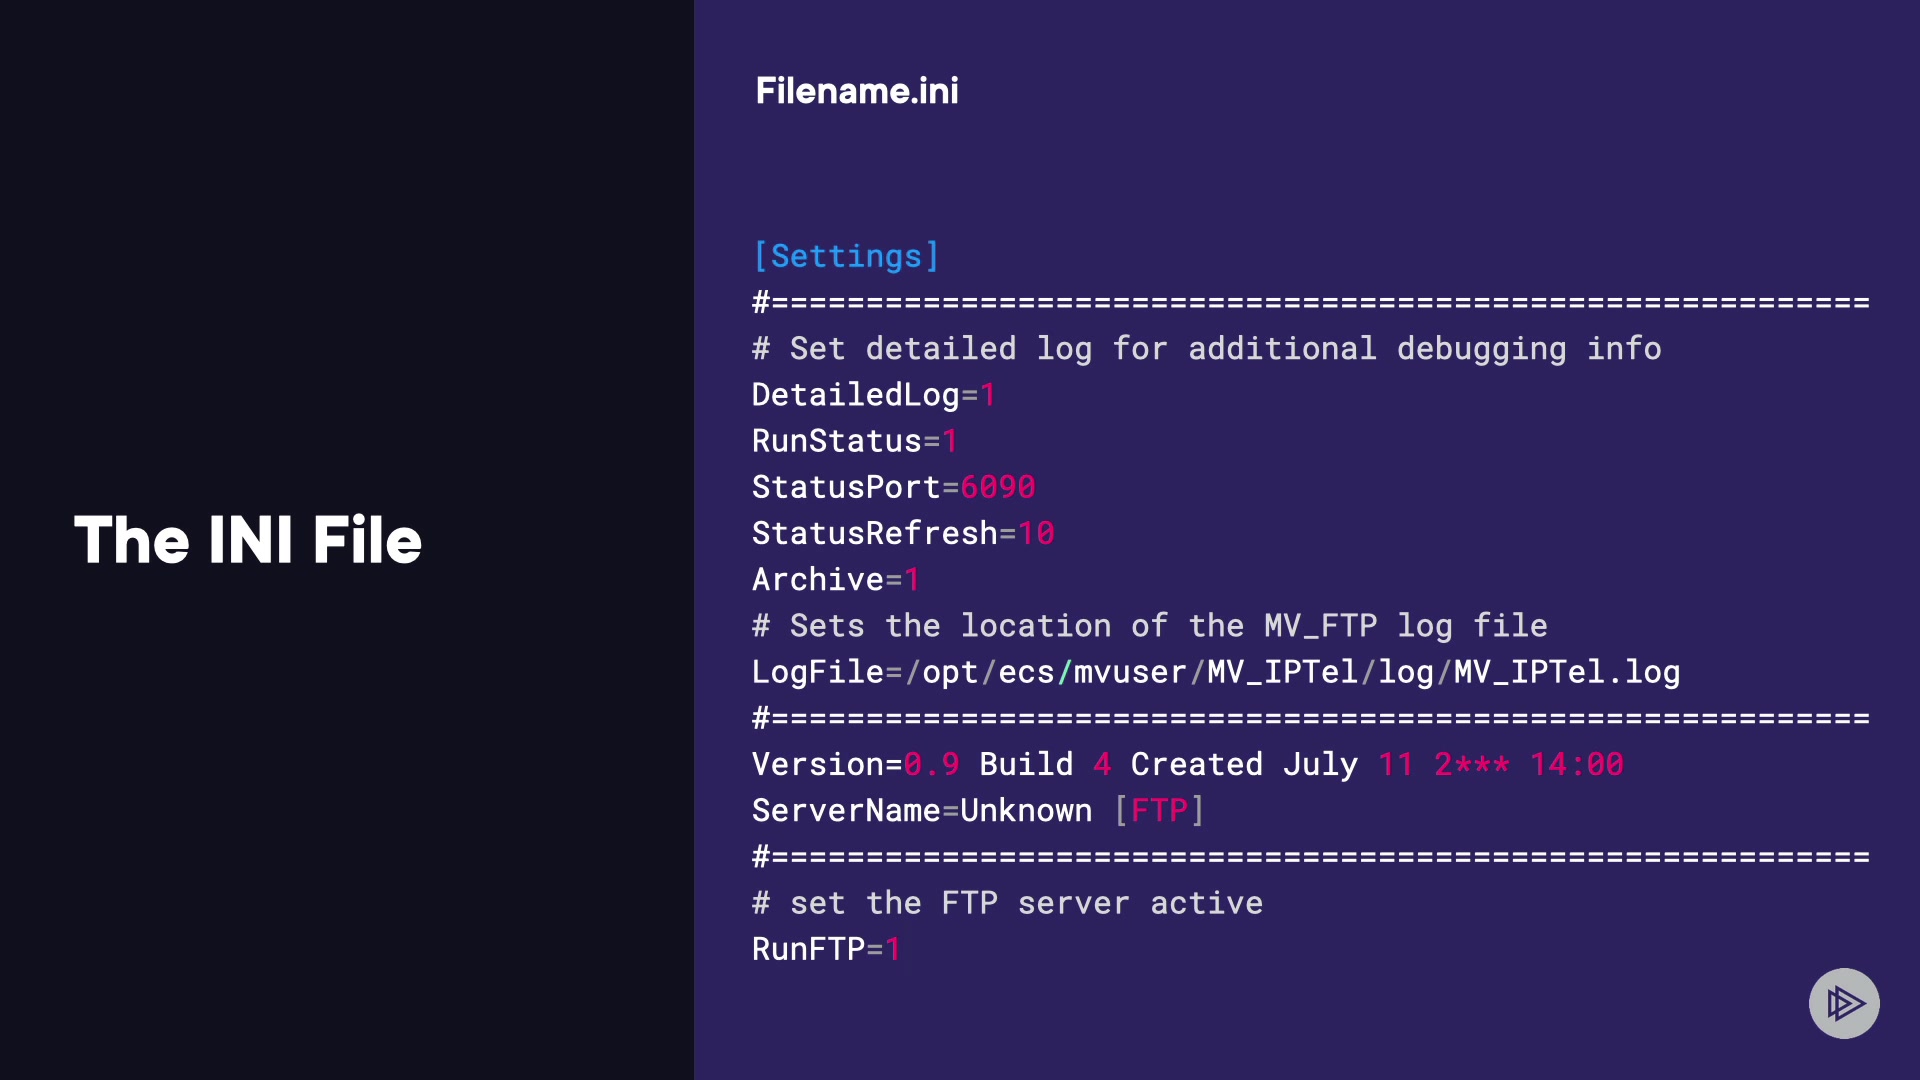 The INI File
Filename.ini
[Settings]
#==========================================================
# Set detailed log for additional debugging info
DetailedLog=1
RunStatus=1
StatusPort=6090
StatusRefresh=10
Archive=1
# Sets the location of the MV_FTP log file
LogFile=/opt/ecs/mvuser/MV_IPTel/log/MV_IPTel.log
#==========================================================
Version=0.9 Build 4 Created July 11 2*** 14:00
ServerName=Unknown [FTP]
#==========================================================
# set the FTP server active
RunFTP=1